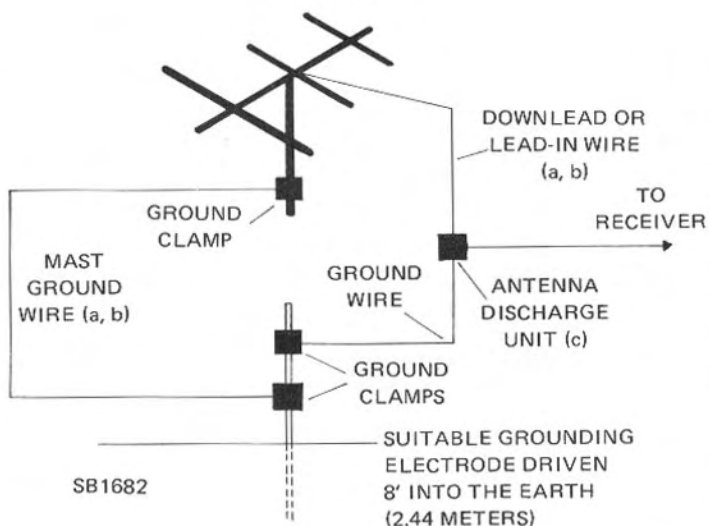 DOWNLEAD OR
LEAD-IN WIRE
(a, b)
TO
RECEIVER
GROUND
CLAMP
MAST
GROUND
WIRE (a, b)
GROUND
WIRE
ANTENNA
DISCHARGE
UNIT (c)
GROUND
CLAMPS
SUITABLE GROUNDING
ELECTRODE DRIVEN
8' INTO THE EARTH
(2.44 METERS)
SB1682